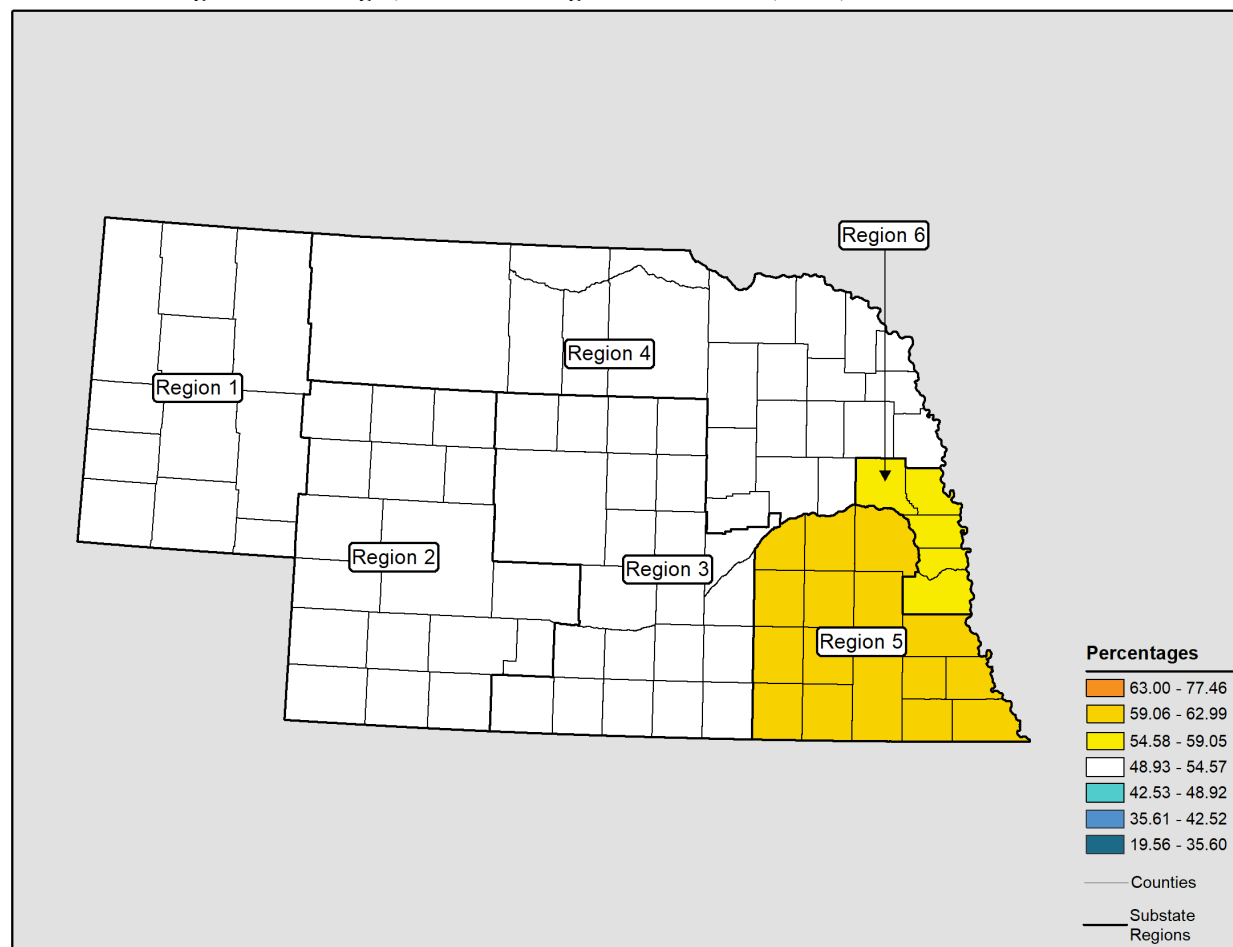 Region 6
Region 4
Region 1
Region 2
Region 3
Region 5
Percentages
63.00 - 77.46
59.06 - 62.99
54.58 - 59.05
48.93 - 54.57
42.53 - 48.92
35.61 - 42.52
19.56 - 35.60
Counties
Substate
Regions